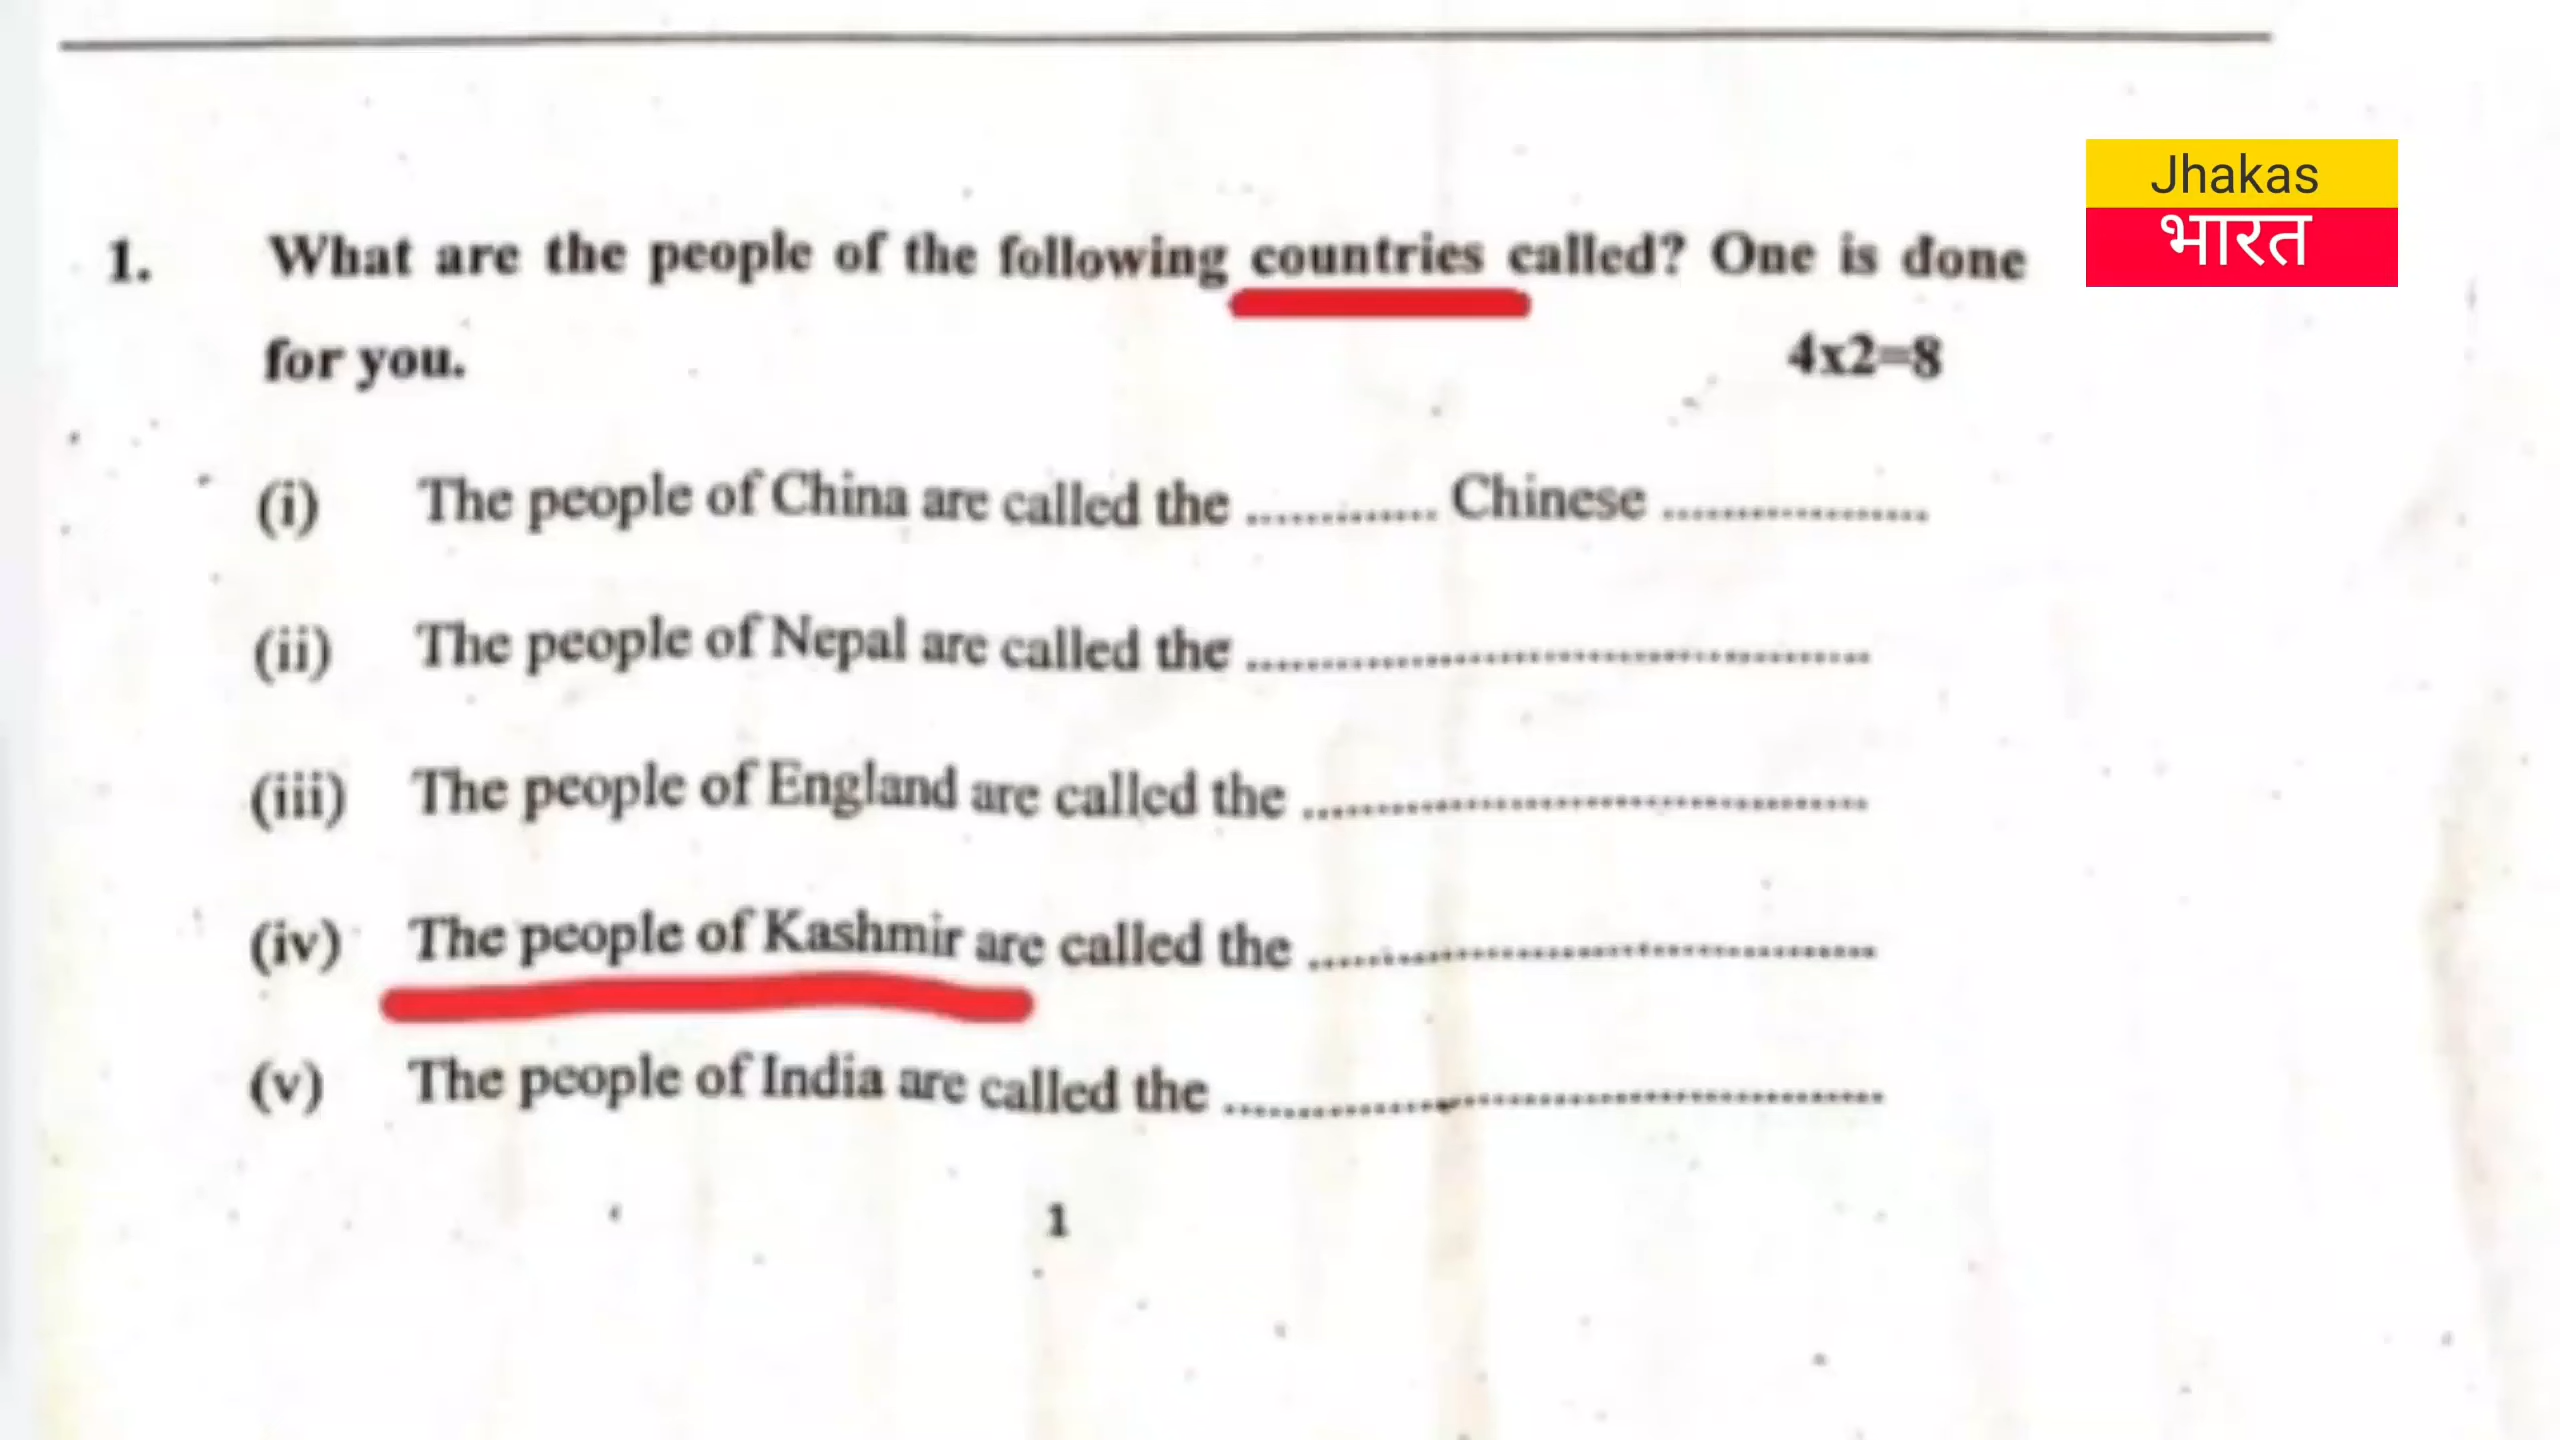 Jhakas
भारत
1. What are the people of the following countries called? One is done
for you. 4x2=8
(i) The people of China are called the ............. Chinese ..................
(ii) The people of Nepal are called the ..........................................
(iii) The people of England are called the ......................................
(iv) The people of Kashmir are called the ......................................
(v) The people of India are called the ............................................
1